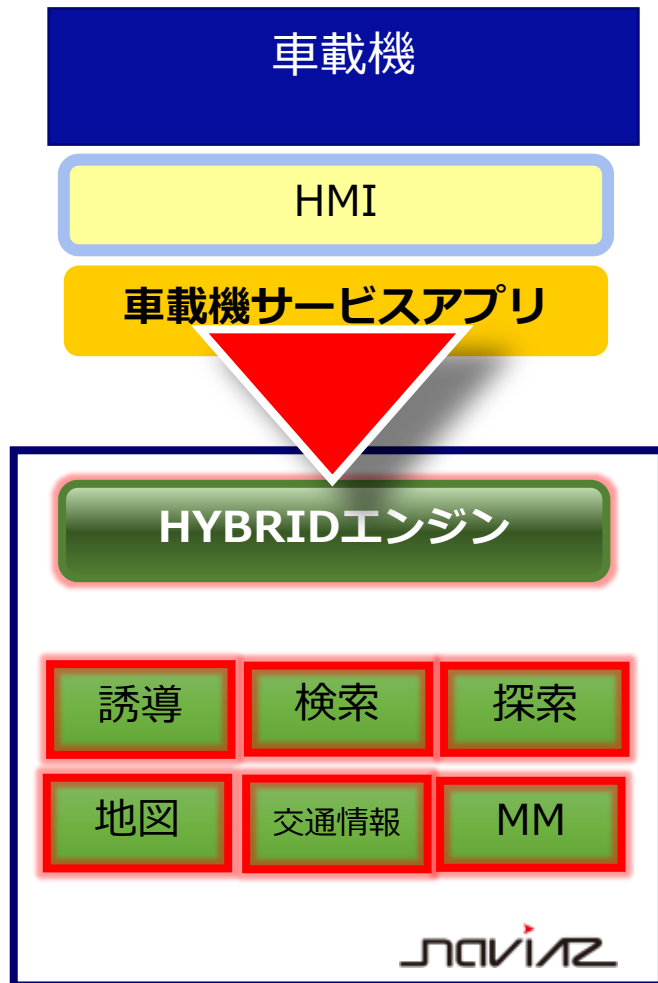 車載機
HMI
車載機サービスアプリ
HYBRIDエンジン
誘導
検索
探索
地図
交通情報
MM
naviaz